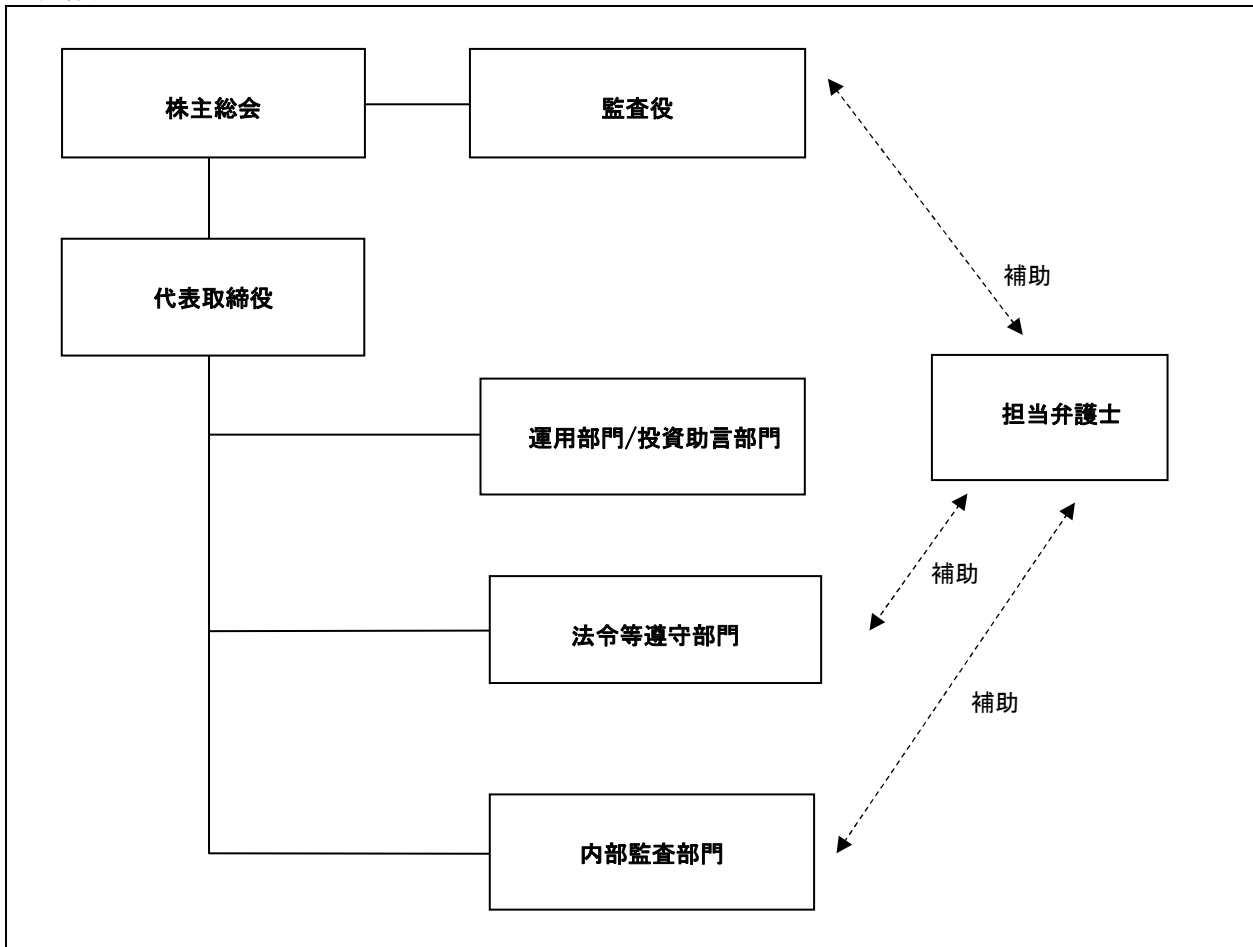 株主総会
監査役
代表取締役
補助
担当弁護士
運用部門/投資助言部門
補助
法令等遵守部門
補助
内部監査部門